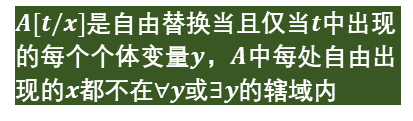 A[t/x]是自由替换当且仅当t中出现
的每个个体变量y，A中每处自由出
现的x都不在∀y或∃y的辖域内